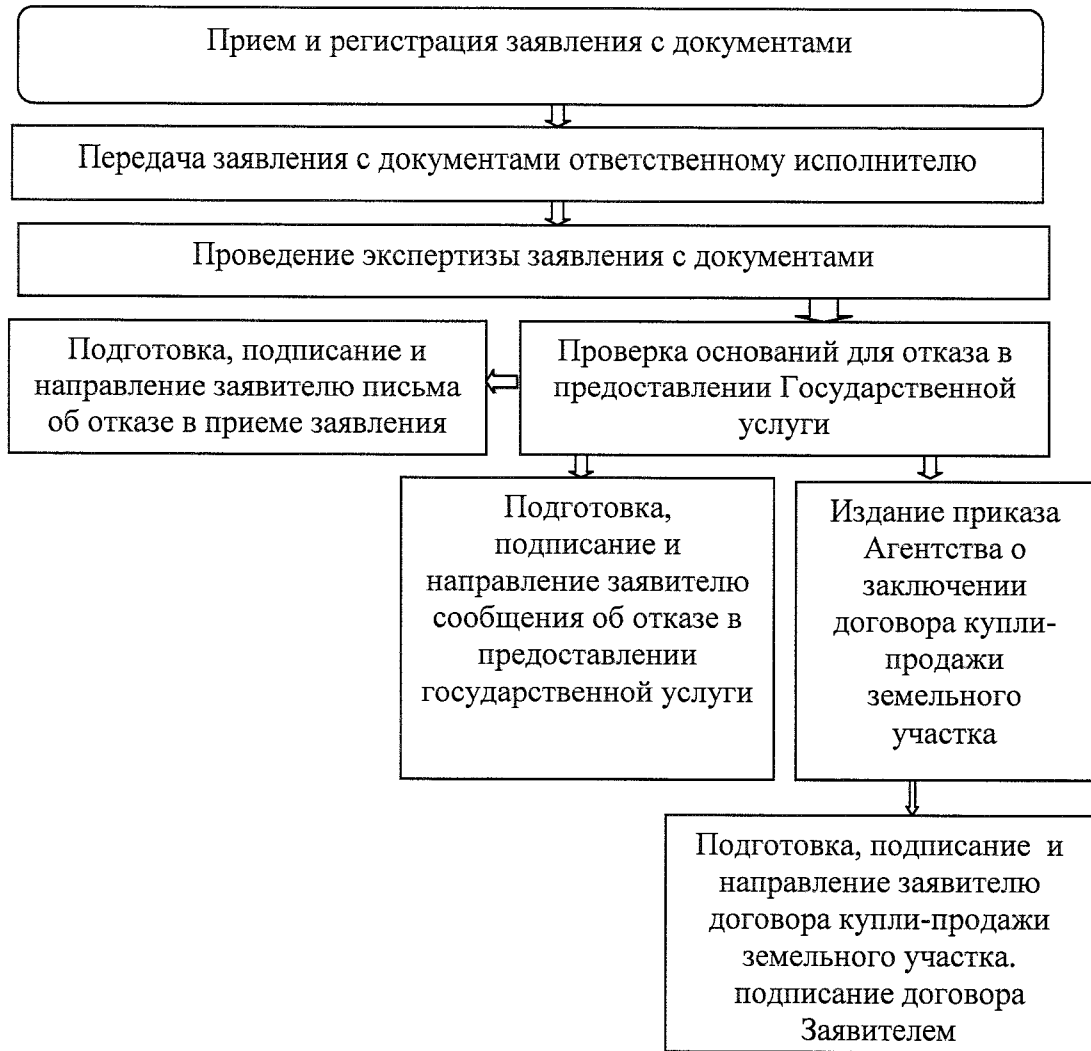 Прием и регистрация заявления с документами
Передача заявления с документами ответственному исполнителю
Проведение экспертизы заявления с документами
Подготовка, подписание и
направление заявителю письма
об отказе в приеме заявления
Проверка оснований для отказа в
предоставлении Государственной
услуги
Подготовка,
подписание и
направление заявителю
сообщения об отказе в
предоставлении
государственной услуги
Издание приказа
Агентства о
заключении
договора купли-
продажи
земельного
участка
Подготовка, подписание и
направление заявителю
договора купли-продажи
земельного участка.
подписание договора
Заявителем